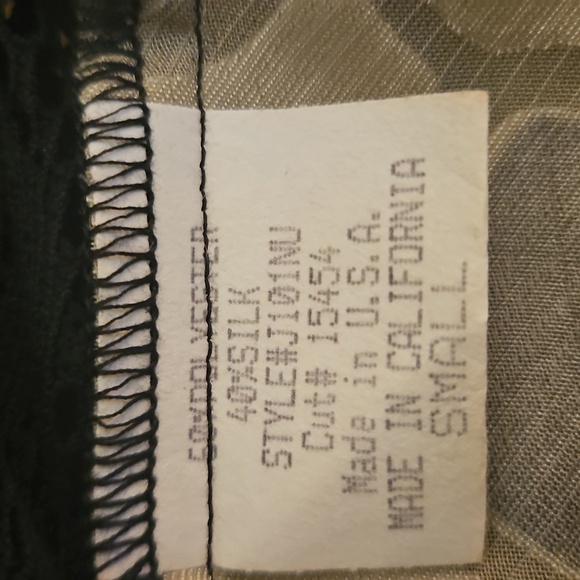 60%POLYESTER
40%SILK
STYLE#J101NU
Cut# 15454
Made in U.S.A.
MADE IN CALIFORNIA
SMALL